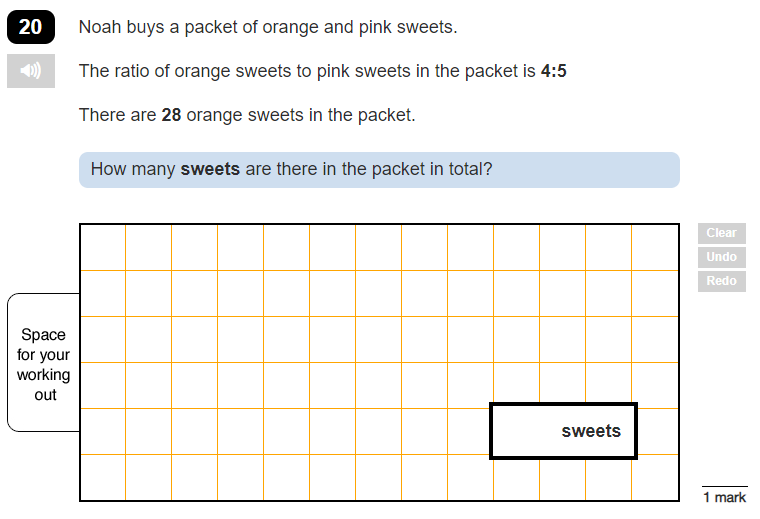 20
Noah buys a packet of orange and pink sweets.
The ratio of orange sweets to pink sweets in the packet is 4:5
There are 28 orange sweets in the packet.
How many sweets are there in the packet in total?
Clear
Undo
Redo
Space
for your
working
out
sweets
1 mark